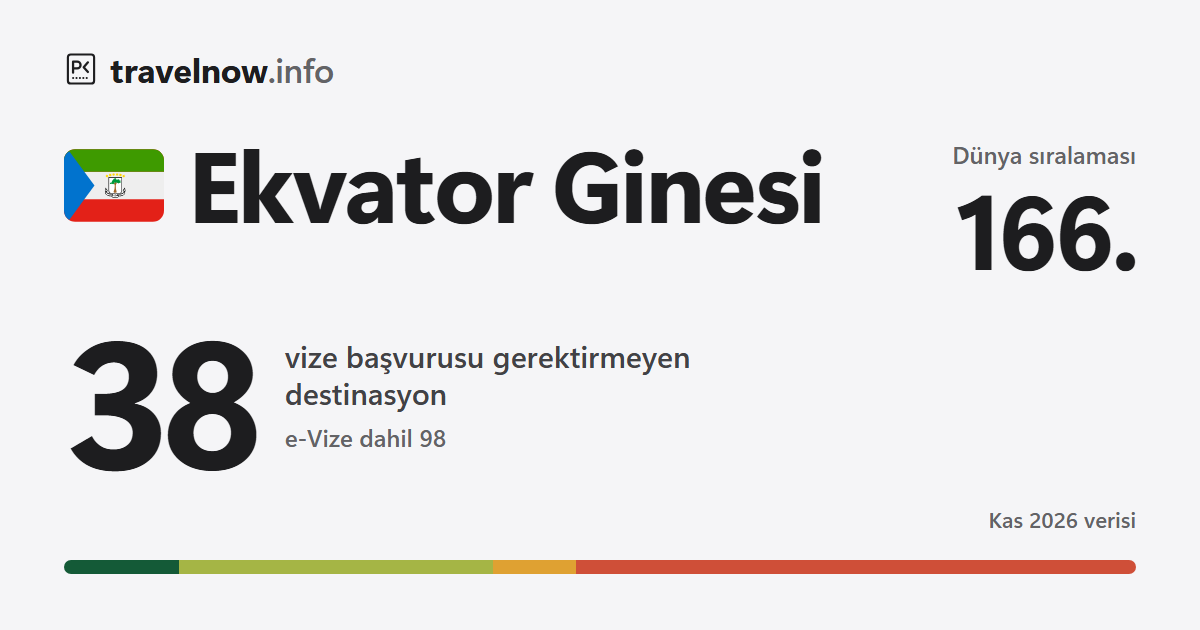 travelnow.info
Ekvator Ginesi
Dünya sıralaması
166.
38
vize başvurusu gerektirmeyen
destinasyon
e-Vize dahil 98
Kas 2026 verisi